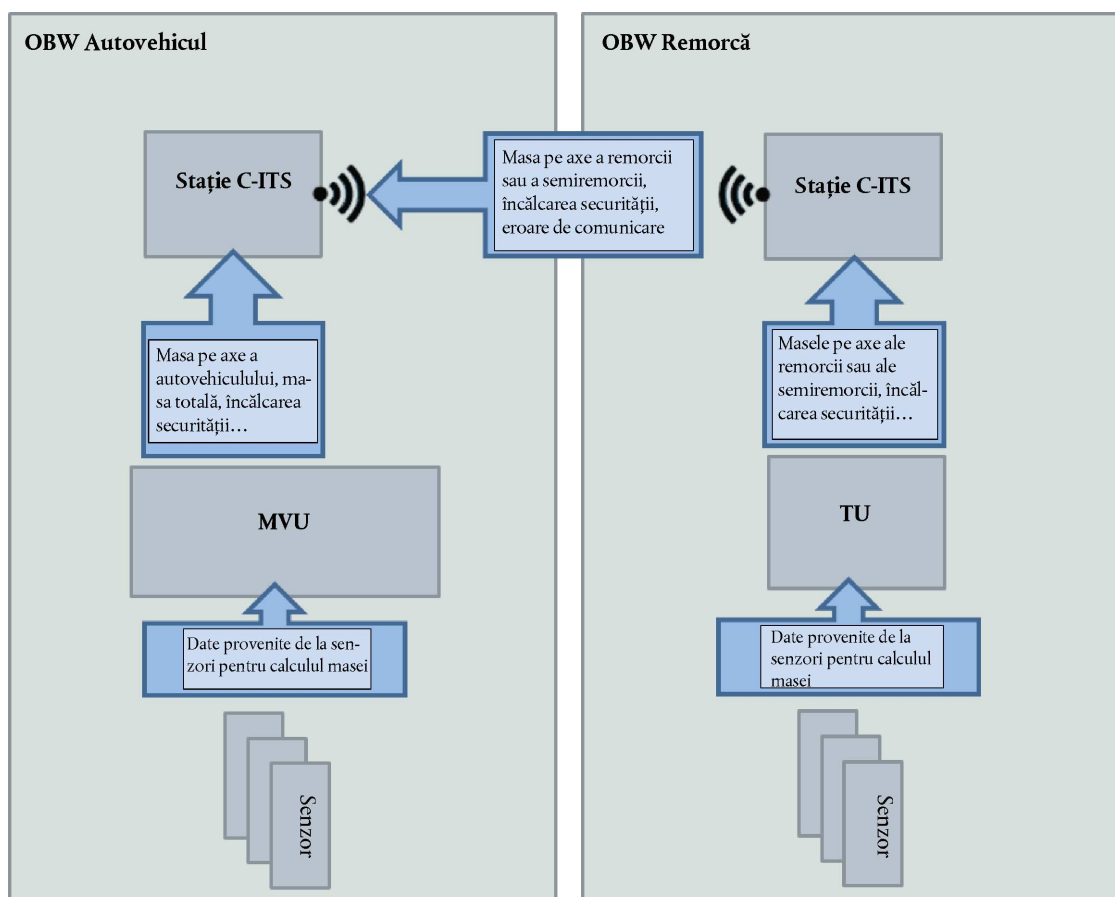 OBW Autovehicul
OBW Remorcă
Stație C-ITS
Masa pe axe a remorcii
sau a semiremorcii,
încălcarea securității,
eroare de comunicare
Stație C-ITS
Masa pe axe a
autovehiculului, ma-
sa totală, încălcarea
securității...
Masele pe axe ale
remorcii sau ale
semiremorcii, încăl-
carea securității...
MVU
TU
Date provenite de la sen-
zori pentru calculul masei
Date provenite de la
senzori pentru calculul
masei
Senzor
Senzor